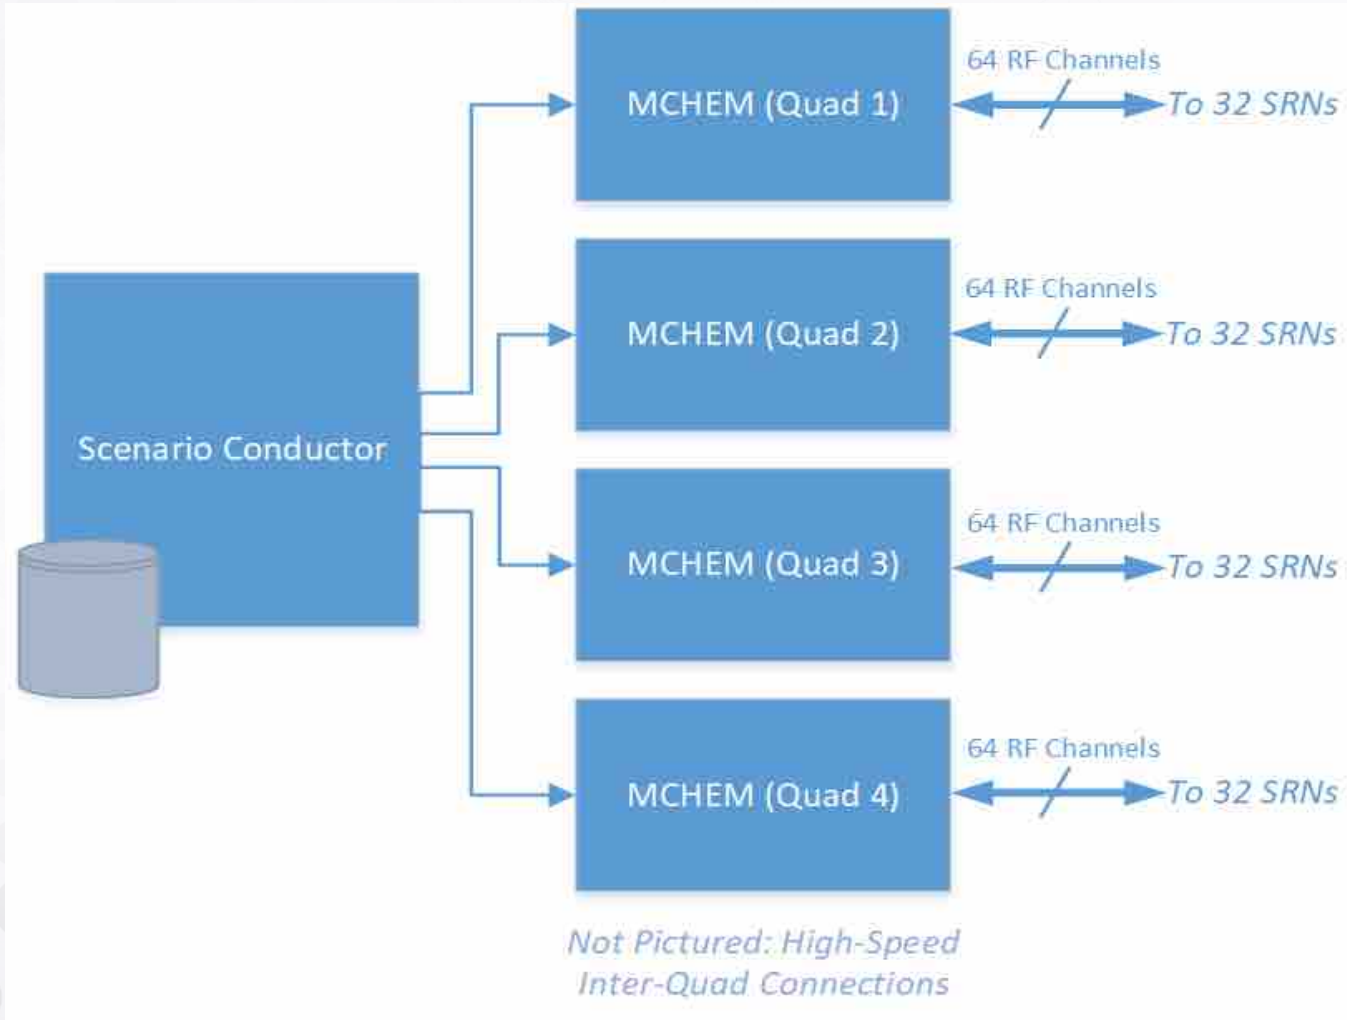 64 RF Channels
MCHEM (Quad 1)
To 32 SRNs
64 RF Channels
MCHEM (Quad 2)
To 32 SRNs
Scenario Conductor
64 RF Channels
MCHEM (Quad 3)
To 32 SRNs
64 RF Channels
MCHEM (Quad 4)
To 32 SRNs
Not Pictured: High-Speed
Inter-Quad Connections